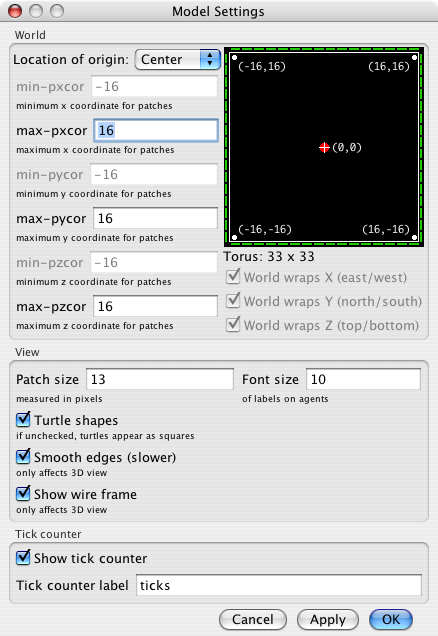 Model Settings
World
Location of origin: Center
min-pxcor -16
minimum x coordinate for patches
max-pxcor 16
maximum x coordinate for patches
min-pycor -16
minimum y coordinate for patches
max-pycor 16
maximum y coordinate for patches
min-pzcor -16
minimum z coordinate for patches
max-pzcor 16
maximum z coordinate for patches
(-16,16) (16,16)
(0,0)
(-16,-16) (16,-16)
Torus: 33 x 33
World wraps X (east/west)
World wraps Y (north/south)
World wraps Z (top/bottom)
View
Patch size 13 Font size 10
measured in pixels of labels on agents
Turtle shapes
if unchecked, turtles appear as squares
Smooth edges (slower)
only affects 3D view
Show wire frame
only affects 3D view
Tick counter
Show tick counter
Tick counter label ticks
Cancel Apply OK